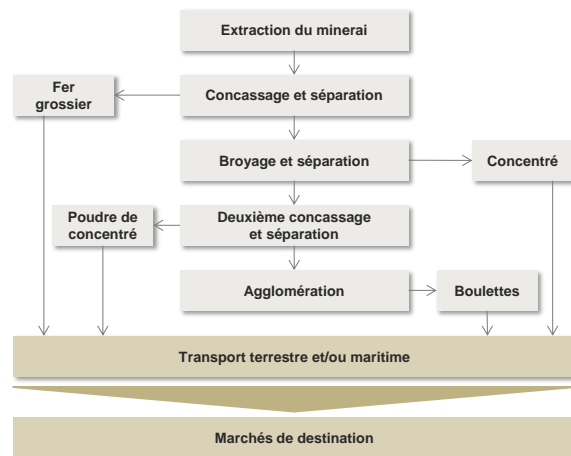 Extraction du minerai
Fer
grossier
Concassage et séparation
Broyage et séparation
Concentré
Poudre de
concentré
Deuxième concassage
et séparation
Agglomération
Boulettes
Transport terrestre et/ou maritime
Marchés de destination